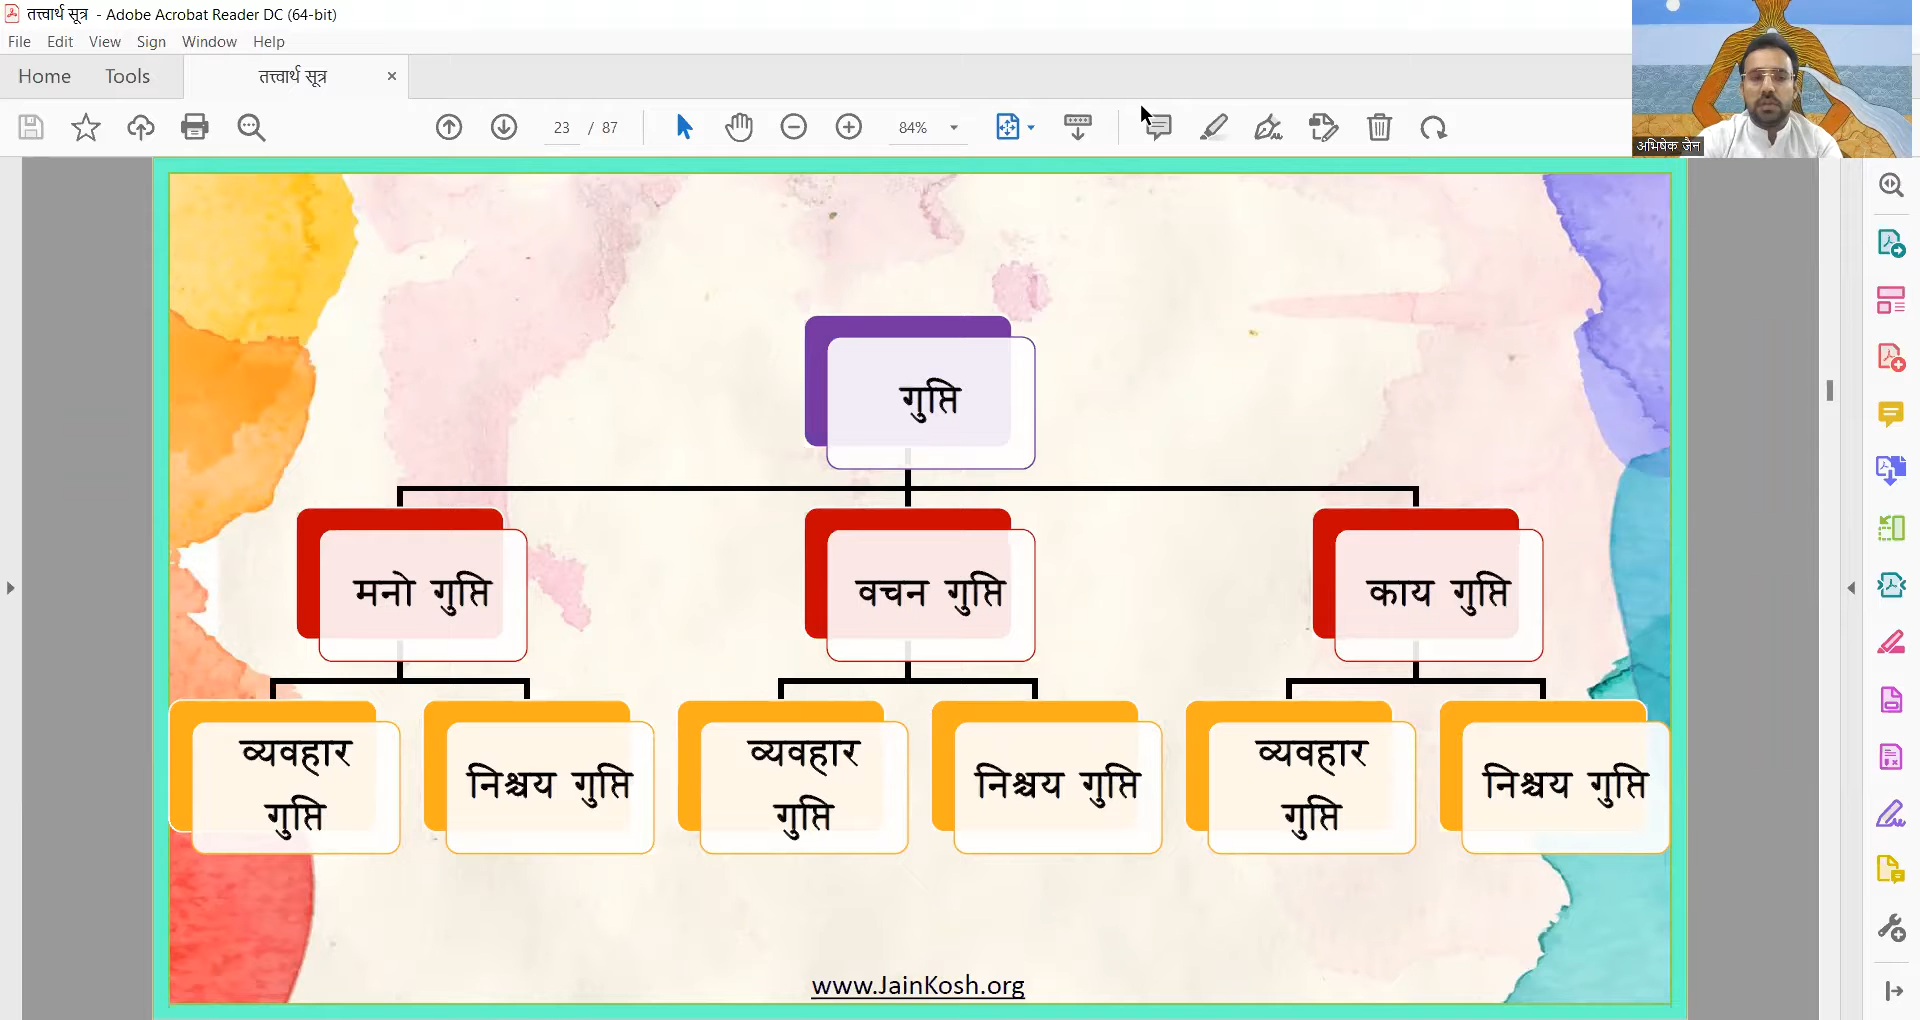 तत्त्वार्थ सूत्र - Adobe Acrobat Reader DC (64-bit)
File Edit View Sign Window Help
Home Tools तत्त्वार्थ सूत्र ×
23 / 87 84%
अभिषेक जैन
गुप्ति
मनो गुप्ति वचन गुप्ति काय गुप्ति
व्यवहार गुप्ति निश्चय गुप्ति व्यवहार गुप्ति निश्चय गुप्ति व्यवहार गुप्ति निश्चय गुप्ति
www.JainKosh.org